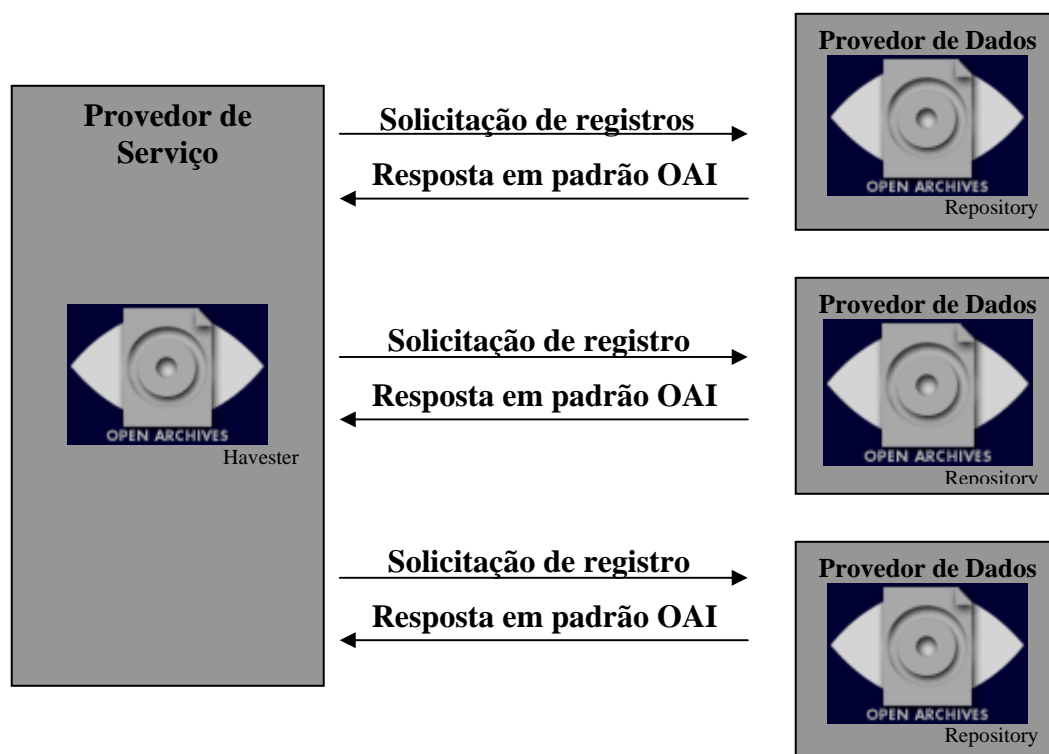 Provedor de
Serviço
OPEN ARCHIVES
Havester
Solicitação de registros
Resposta em padrão OAI
Provedor de Dados
OPEN ARCHIVES
Repository
Solicitação de registro
Resposta em padrão OAI
Provedor de Dados
OPEN ARCHIVES
Repository
Solicitação de registro
Resposta em padrão OAI
Provedor de Dados
OPEN ARCHIVES
Repository